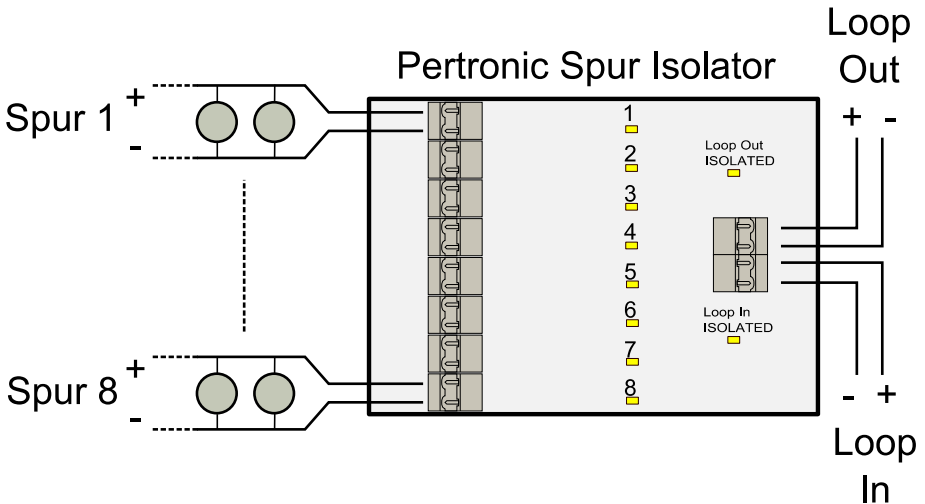 Loop
Out
+ -
Pertronic Spur Isolator
Spur 1
+
-
1
2
3
4
5
6
7
8
Loop Out
ISOLATED
Loop In
ISOLATED
Spur 8
+
-
- +
Loop
In